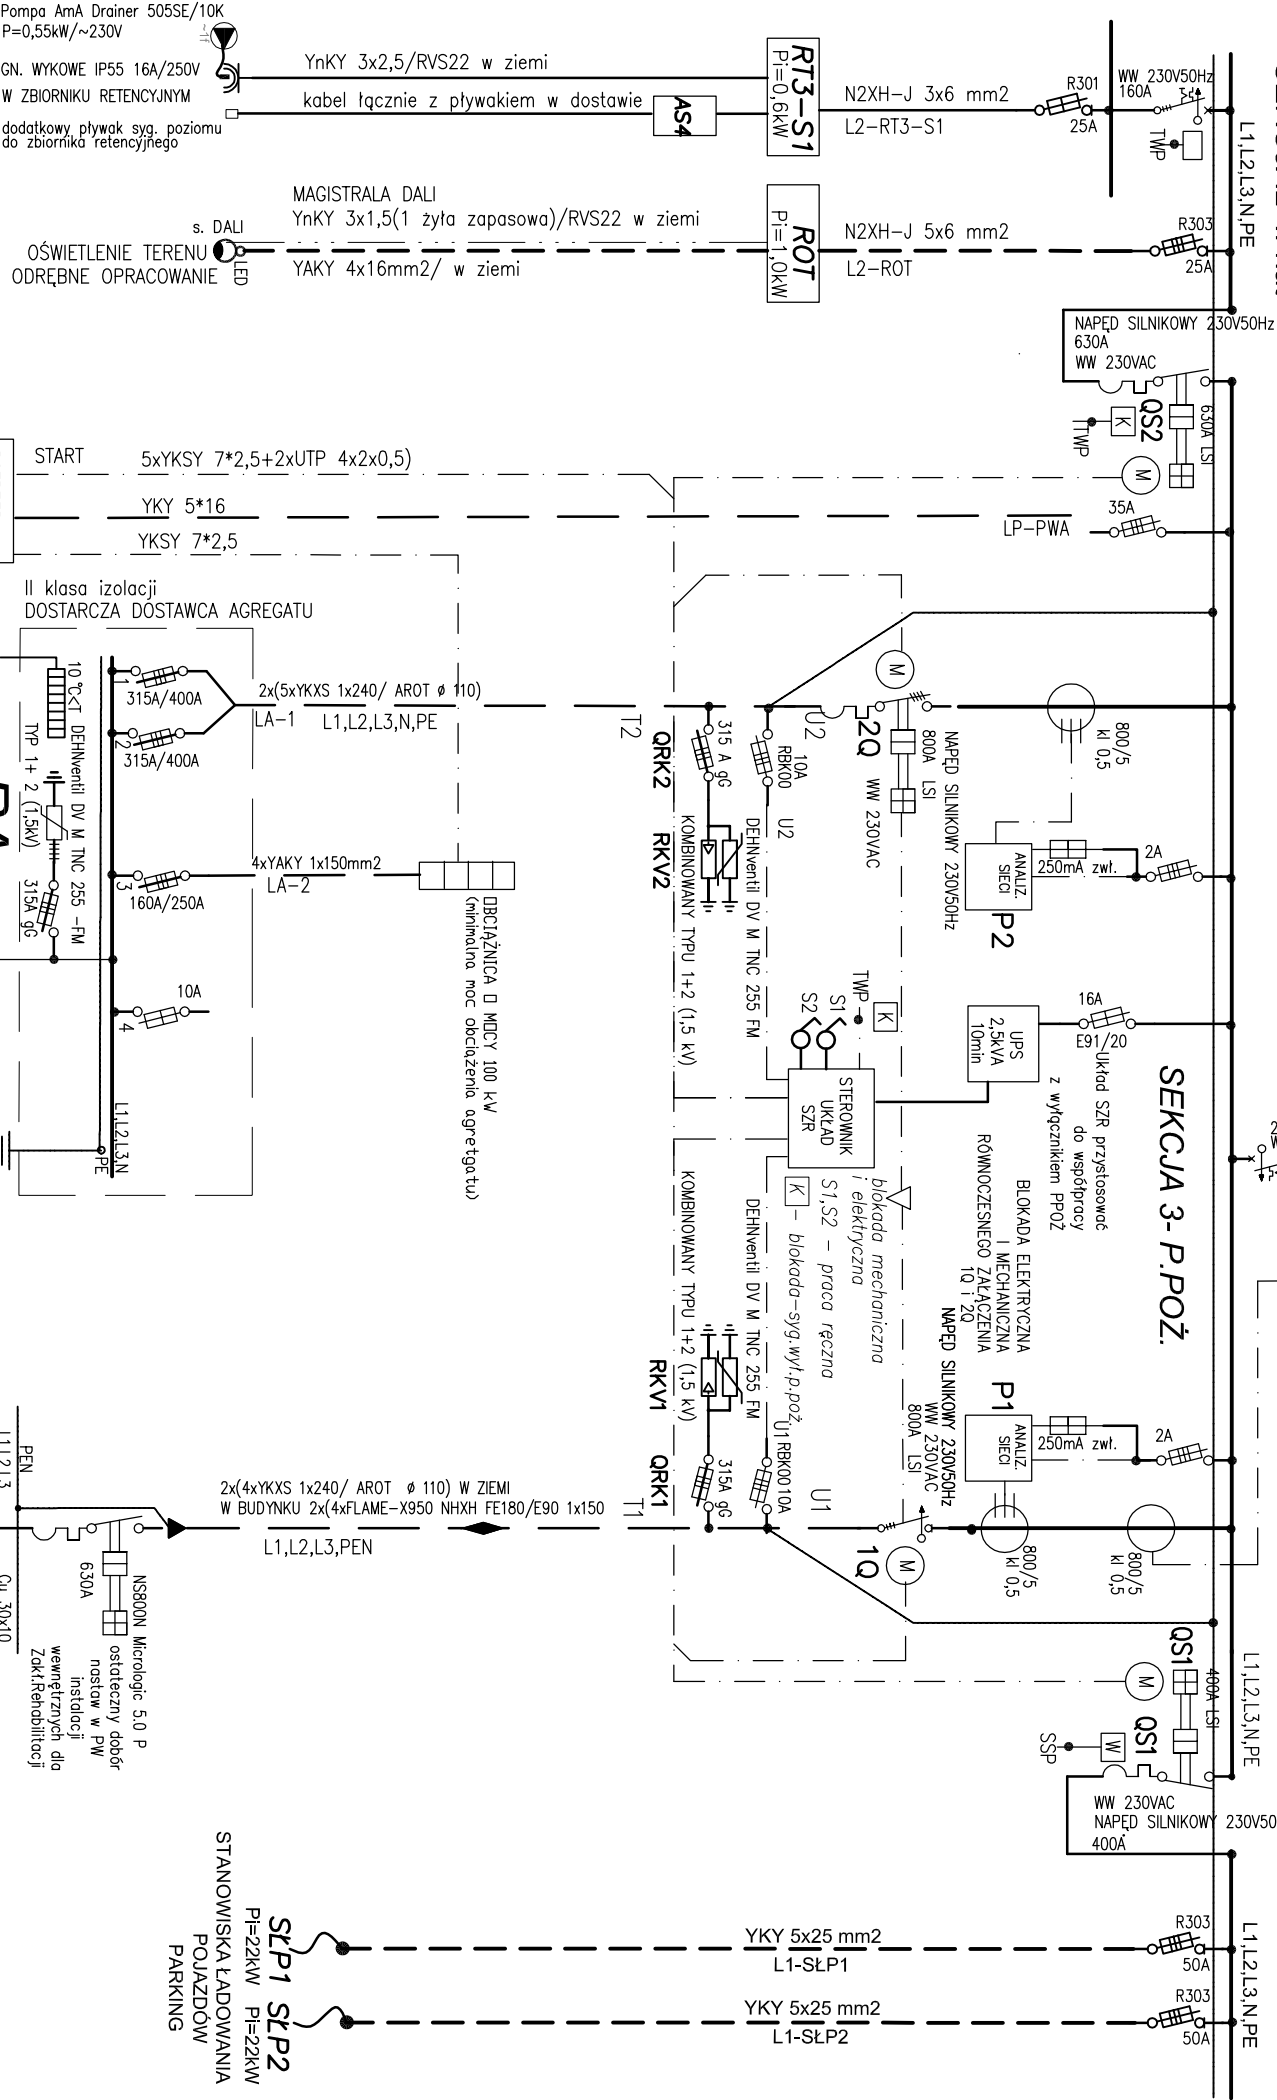 Pompa AmA Drainer 505SE/10K
P=0,55kW/~230V
GN. WYKOWE IP55 16A/250V
W ZBIORNIKU RETENCYJNYM
dodatkowy pływak syg. poziomu
do zbiornika retencyjnego
~1f
YnKY 3x2,5/RVS22 w ziemi
kabel łącznie z pływakiem w dostawie
AS4
RT3-S1
Pi=0,6kW
N2XH-J 3x6 mm2
L2-RT3-S1
R301
25A
WW 230V50Hz
160A
TWP
L1,L2,L3,N,PE
MAGISTRALA DALI
YnKY 3x1,5(1 żyła zapasowa)/RVS22 w ziemi
s. DALI
OŚWIETLENIE TERENU
ODRĘBNE OPRACOWANIE
LED
YAKY 4x16mm2/ w ziemi
ROT
Pi=1,0kW
N2XH-J 5x6 mm2
L2-ROT
R303
25A
NAPĘD SILNIKOWY 230V50Hz
630A
WW 230VAC
QS2
630A LSI
K
TWP
M
START
5xYKSY 7*2,5+2xUTP 4x2x0,5)
YKY 5*16
YKSY 7*2,5
LP-PWA
35A
II klasa izolacji
DOSTARCZA DOSTAWCA AGREGATU
10 °C<T
1
315A/400A
2
315A/400A
2x(5xYKXS 1x240/ AROT ø 110)
LA-1
L1,L2,L3,N,PE
DEHNventil DV M TNC 255 -FM
TYP 1+ 2 (1,5kV)
315A gG
3
160A/250A
4xYAKY 1x150mm2
LA-2
4
10A
L1,L2,L3,N
PE
OBCIĄŻNICA O MOCY 100 kW
(minimalna moc obciążenia agretgatu)
T2
QRK2
315 A gG
RKV2
KOMBINOWANY TYPU 1+2 (1,5 kV)
10A
RBK00
U2
DEHNventil DV M TNC 255 FM
U2
2Q
M
WW 230VAC
800A LSI
NAPĘD SILNIKOWY 230V50Hz
800/5
kl 0,5
ANALIZ.
SIECI
P2
250mA zwł.
2A
TWP
K
S1
S2
STEROWNIK
UKŁAD
SZR
UPS
2,5kVA
10min
16A
E91/20
Układ SZR przystosować
do współpracy
z wyłącznikiem PPOŻ
SEKCJA 3- P.POŻ.
BLOKADA ELEKTRYCZNA
I MECHANICZNA
RÓWNOCZESNEGO ZAŁĄCZENIA
1Q i 2Q
blokada mechaniczna
i elektryczna
S1,S2 - praca ręczna
K - blokada-syg.wył.p.poż.
NAPĘD SILNIKOWY 230V50Hz
WW 230VAC
800A LSI
P1
ANALIZ.
SIECI
250mA zwł.
2A
DEHNventil DV M TNC 255 FM
KOMBINOWANY TYPU 1+2 (1,5 kV)
RKV1
QRK1
315A gG
U1 RBK0010A
U1
T1
1Q
M
800/5
kl 0,5
800/5
kl 0,5
2x(4xYKXS 1x240/ AROT ø 110) W ZIEMI
W BUDYNKU 2x(4xFLAME-X950 NHXH FE180/E90 1x150
L1,L2,L3,PEN
PEN
L1,L2,L3
Cu 30x10
630A
NS800N Micrologic 5.0 P
ostateczny dobór
nastaw w PW
instalacji
wewnętrznych dla
Zakł.Rehabilitacji
QS1
400A LSI
M
QS1
W
SSP
L1,L2,L3,N,PE
WW 230VAC
NAPĘD SILNIKOWY 230V50
400A
R303
50A
YKY 5x25 mm2
L1-SŁP1
R303
50A
YKY 5x25 mm2
L1-SŁP2
L1,L2,L3,N,PE
SŁP1 SŁP2
Pi=22kW Pi=22kW
STANOWISKA ŁADOWANIA
POJAZDÓW
PARKING